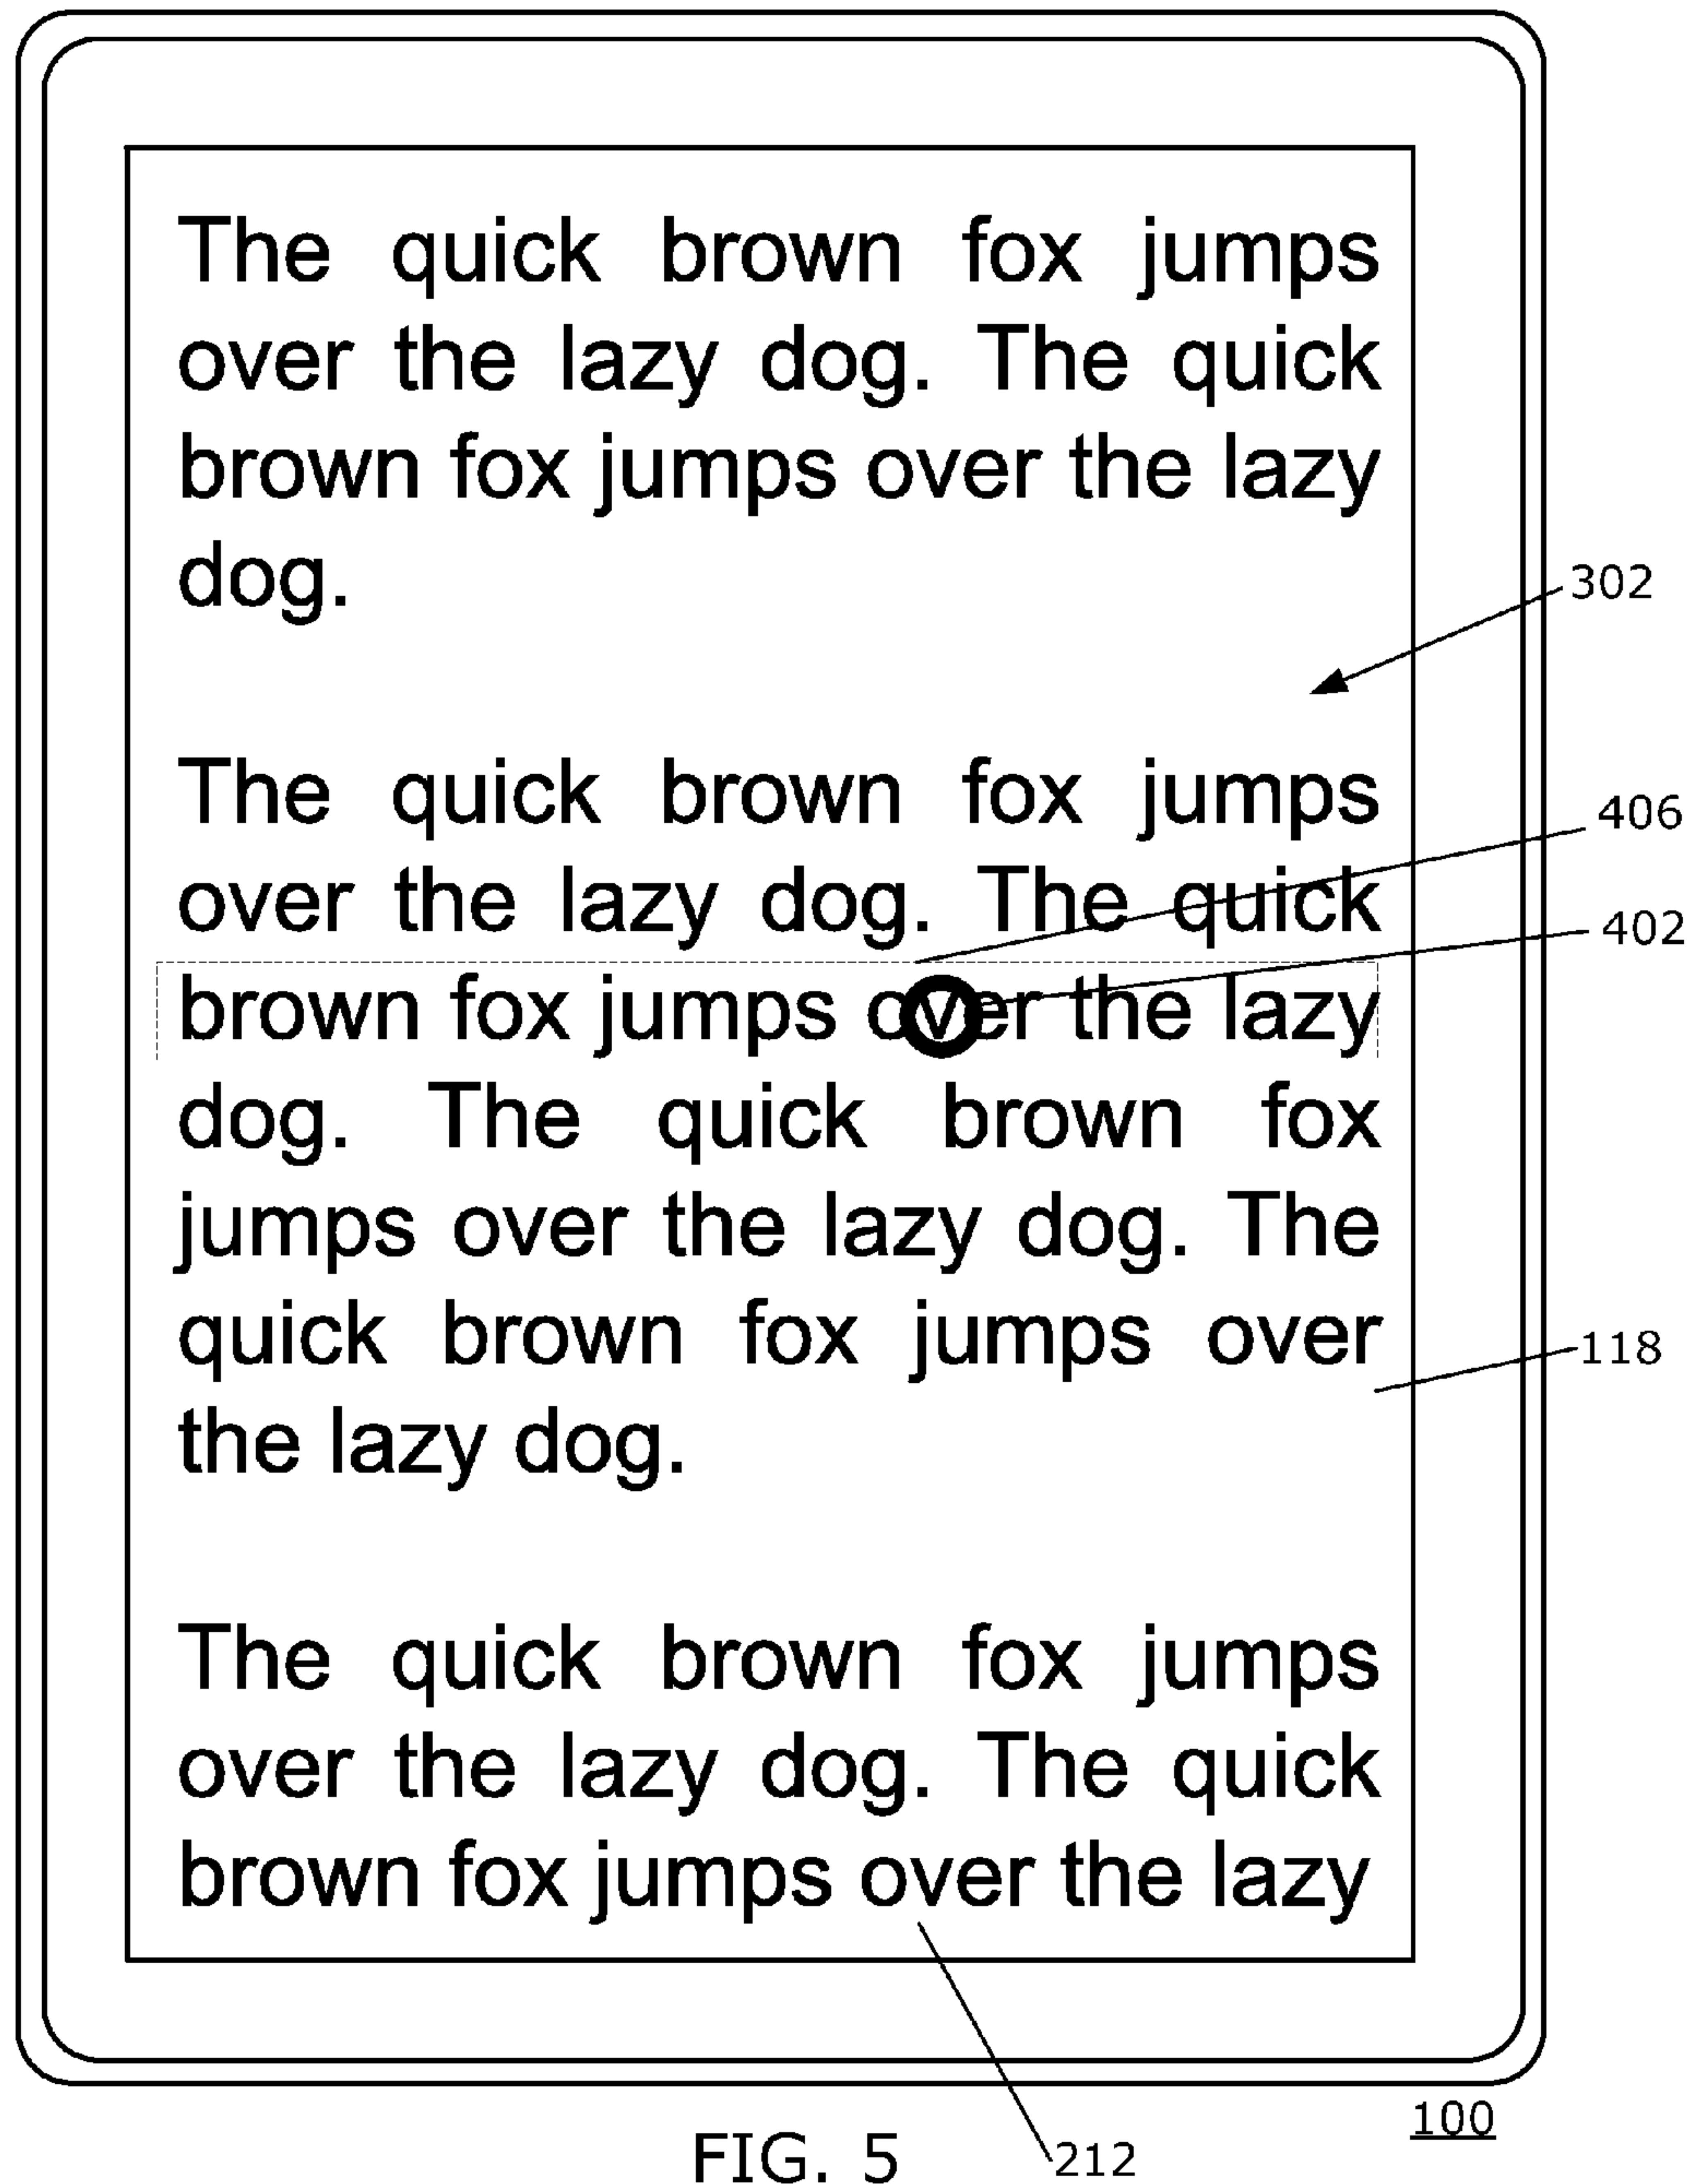 The quick brown fox jumps
over the lazy dog. The quick
brown fox jumps over the lazy
dog.
302
The quick brown fox jumps
406
over the lazy dog. The quick
402
brown fox jumps over the lazy
dog. The quick brown fox
jumps over the lazy dog. The
quick brown fox jumps over
118
the lazy dog.
The quick brown fox jumps
over the lazy dog. The quick
brown fox jumps over the lazy
100
FIG. 5
212